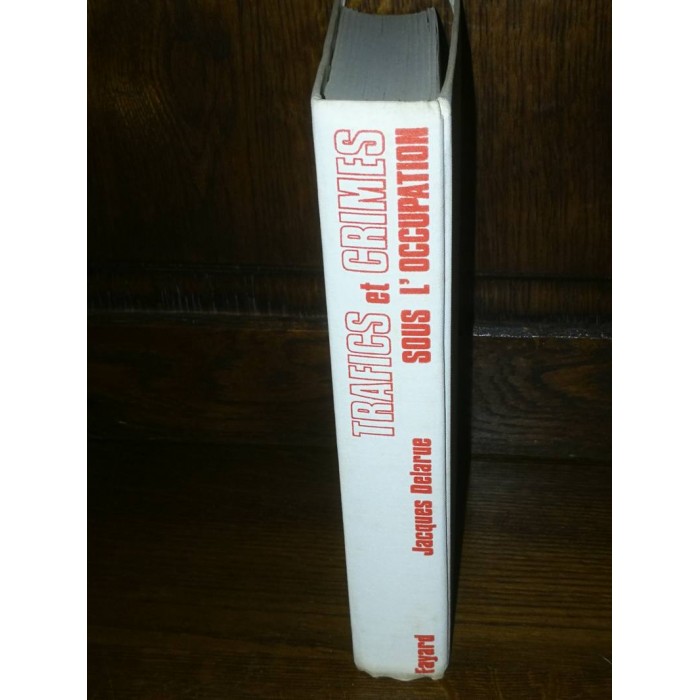 TRAFICS et CRIMES
SOUS L'OCCUPATION
Jacques Delarue
Fayard